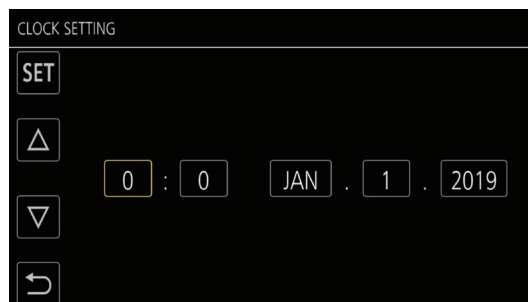 CLOCK SETTING
SET
0 : 0 JAN . 1 . 2019